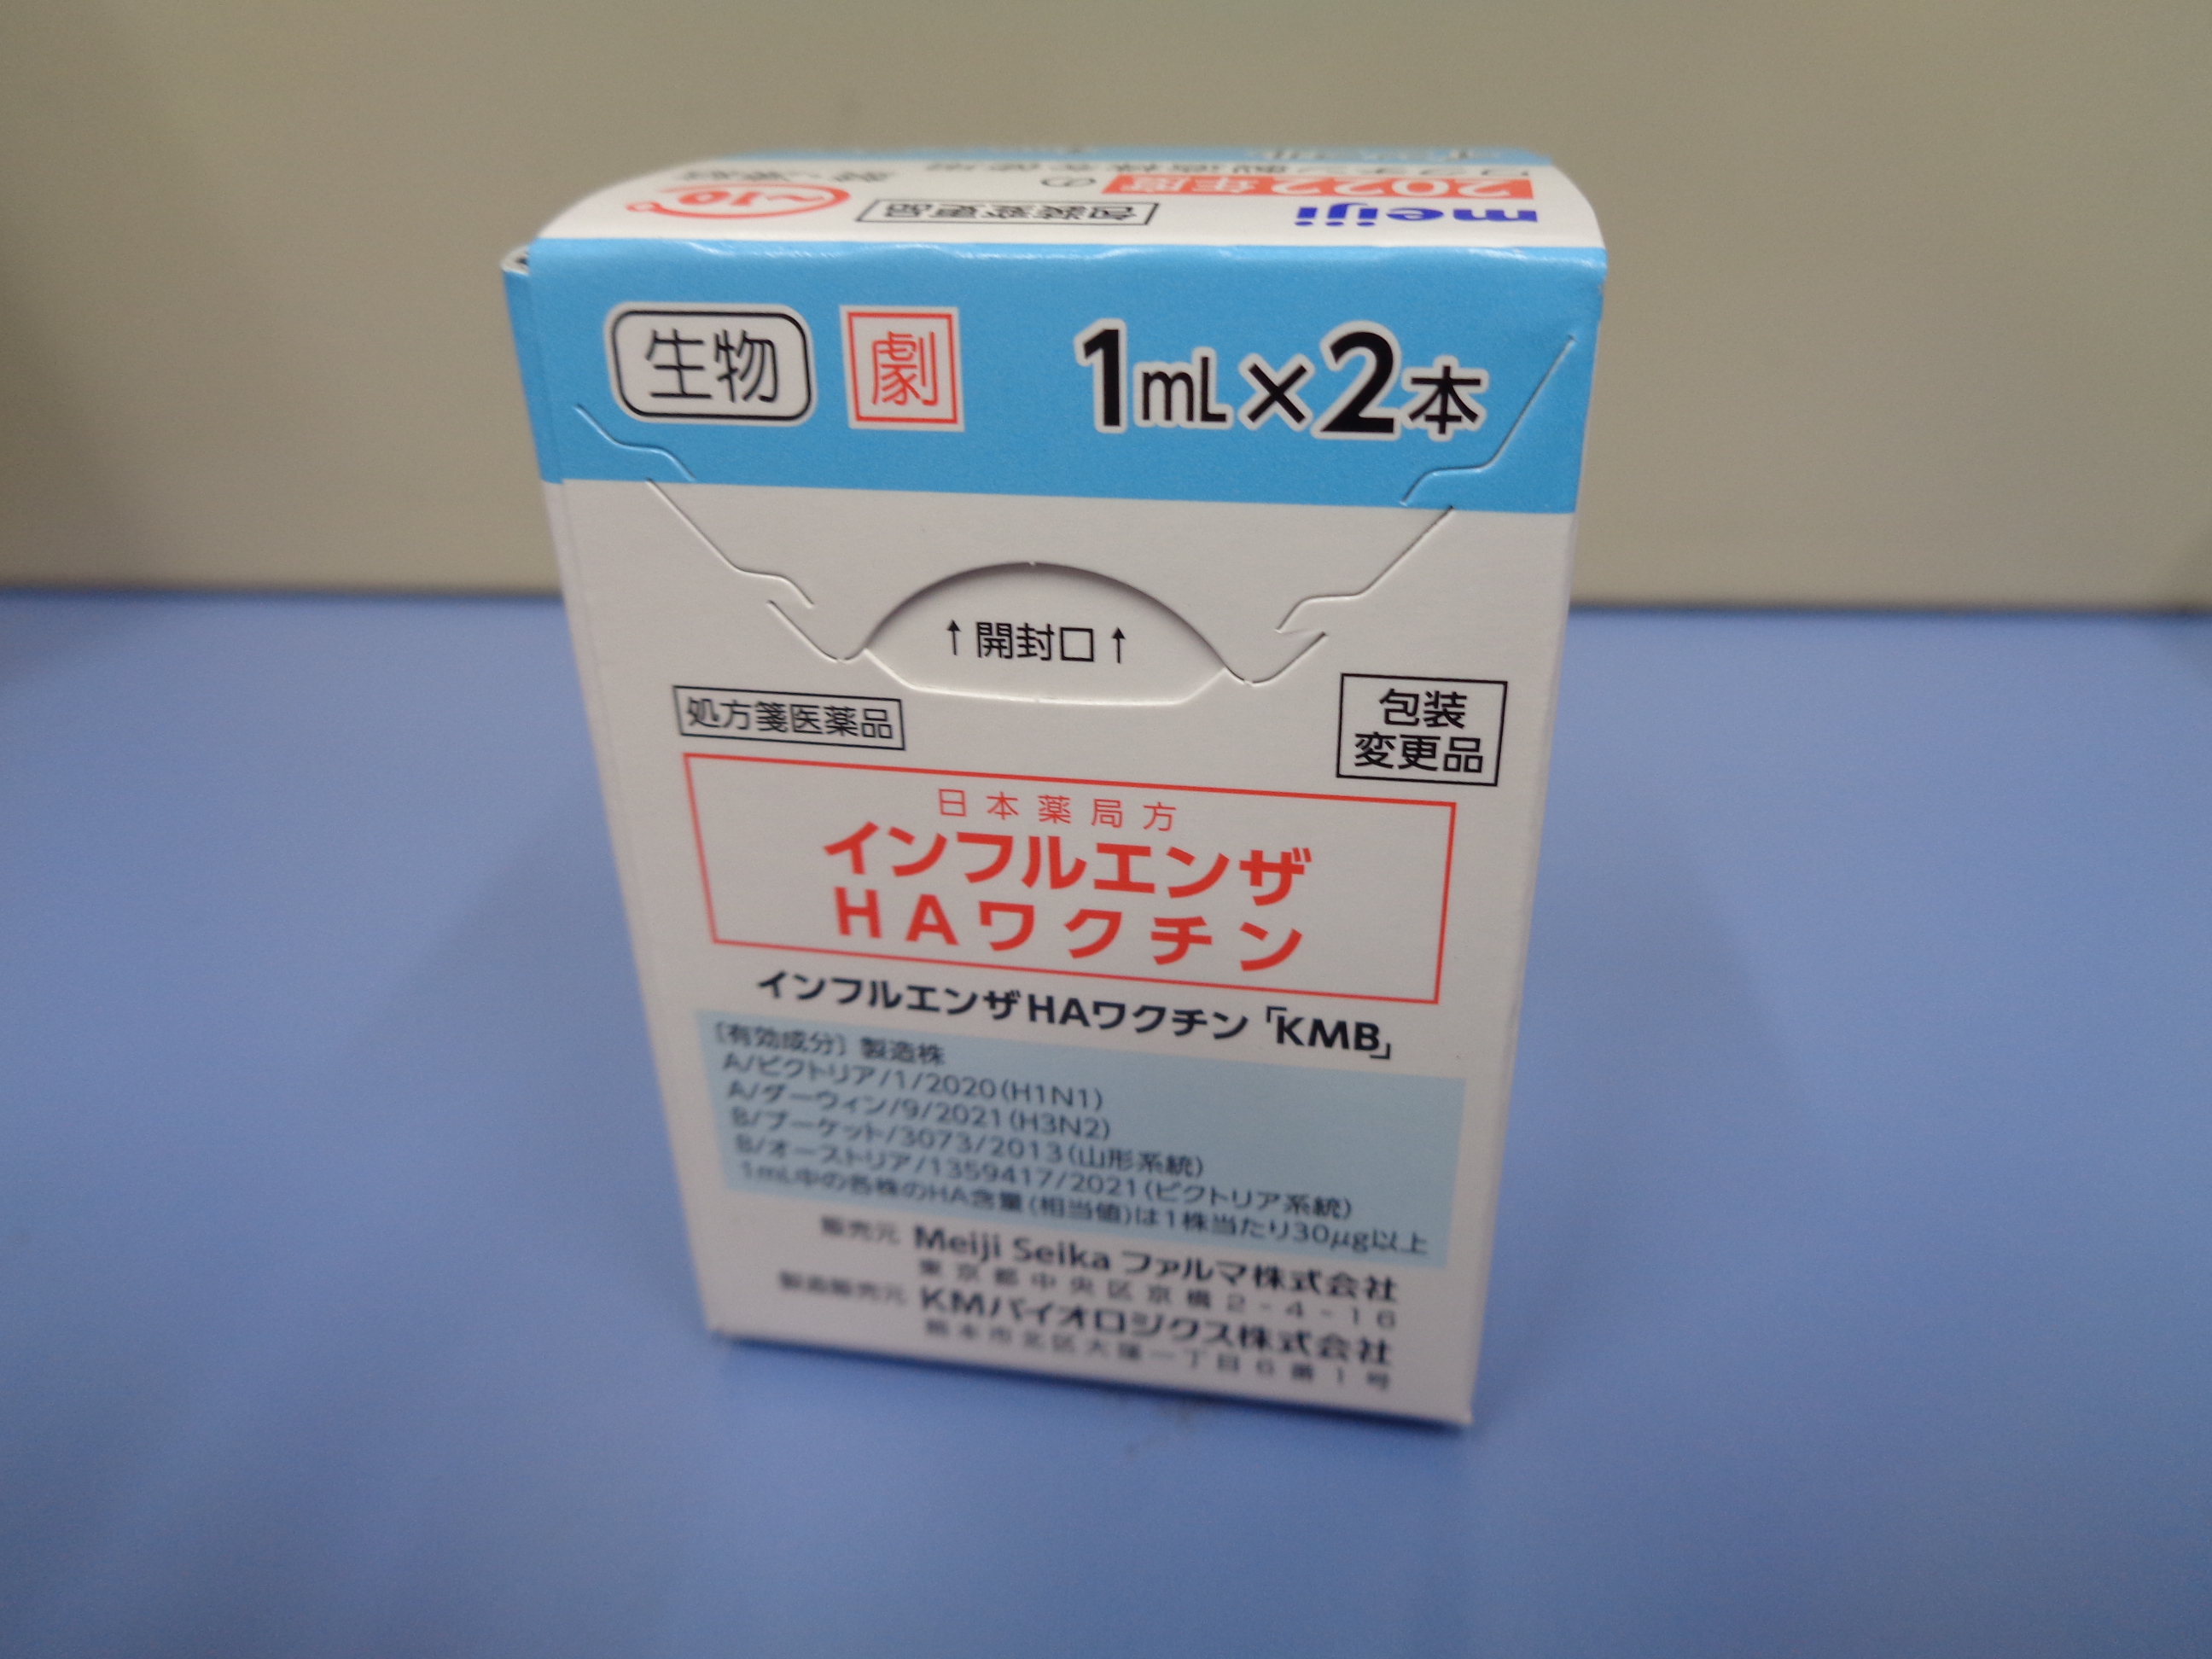 meiji
2022年度の
包装変更品
~10°
生物 劇 1mL×2本
↑開封口↑
処方箋医薬品
包装
変更品
日本薬局方
インフルエンザ
HAワクチン
インフルエンザHAワクチン「KMB」
〔有効成分〕製造株
A/ビクトリア/1/2020(H1N1)
A/ダーウィン/9/2021(H3N2)
B/プーケット/3073/2013(山形系統)
B/オーストリア/1359417/2021(ビクトリア系統)
1mL中の各株のHA含量(相当値)は1株当たり30μg以上
販売元 Meiji Seika ファルマ株式会社
東京都中央区京橋2-4-16
製造販売元 KMバイオロジクス株式会社
熊本市北区大窪一丁目6番1号